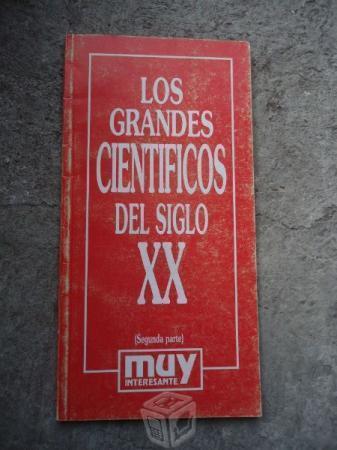 LOS
GRANDES
CIENTIFICOS
DEL SIGLO
XX
(Segunda parte)
muy
INTERESANTE